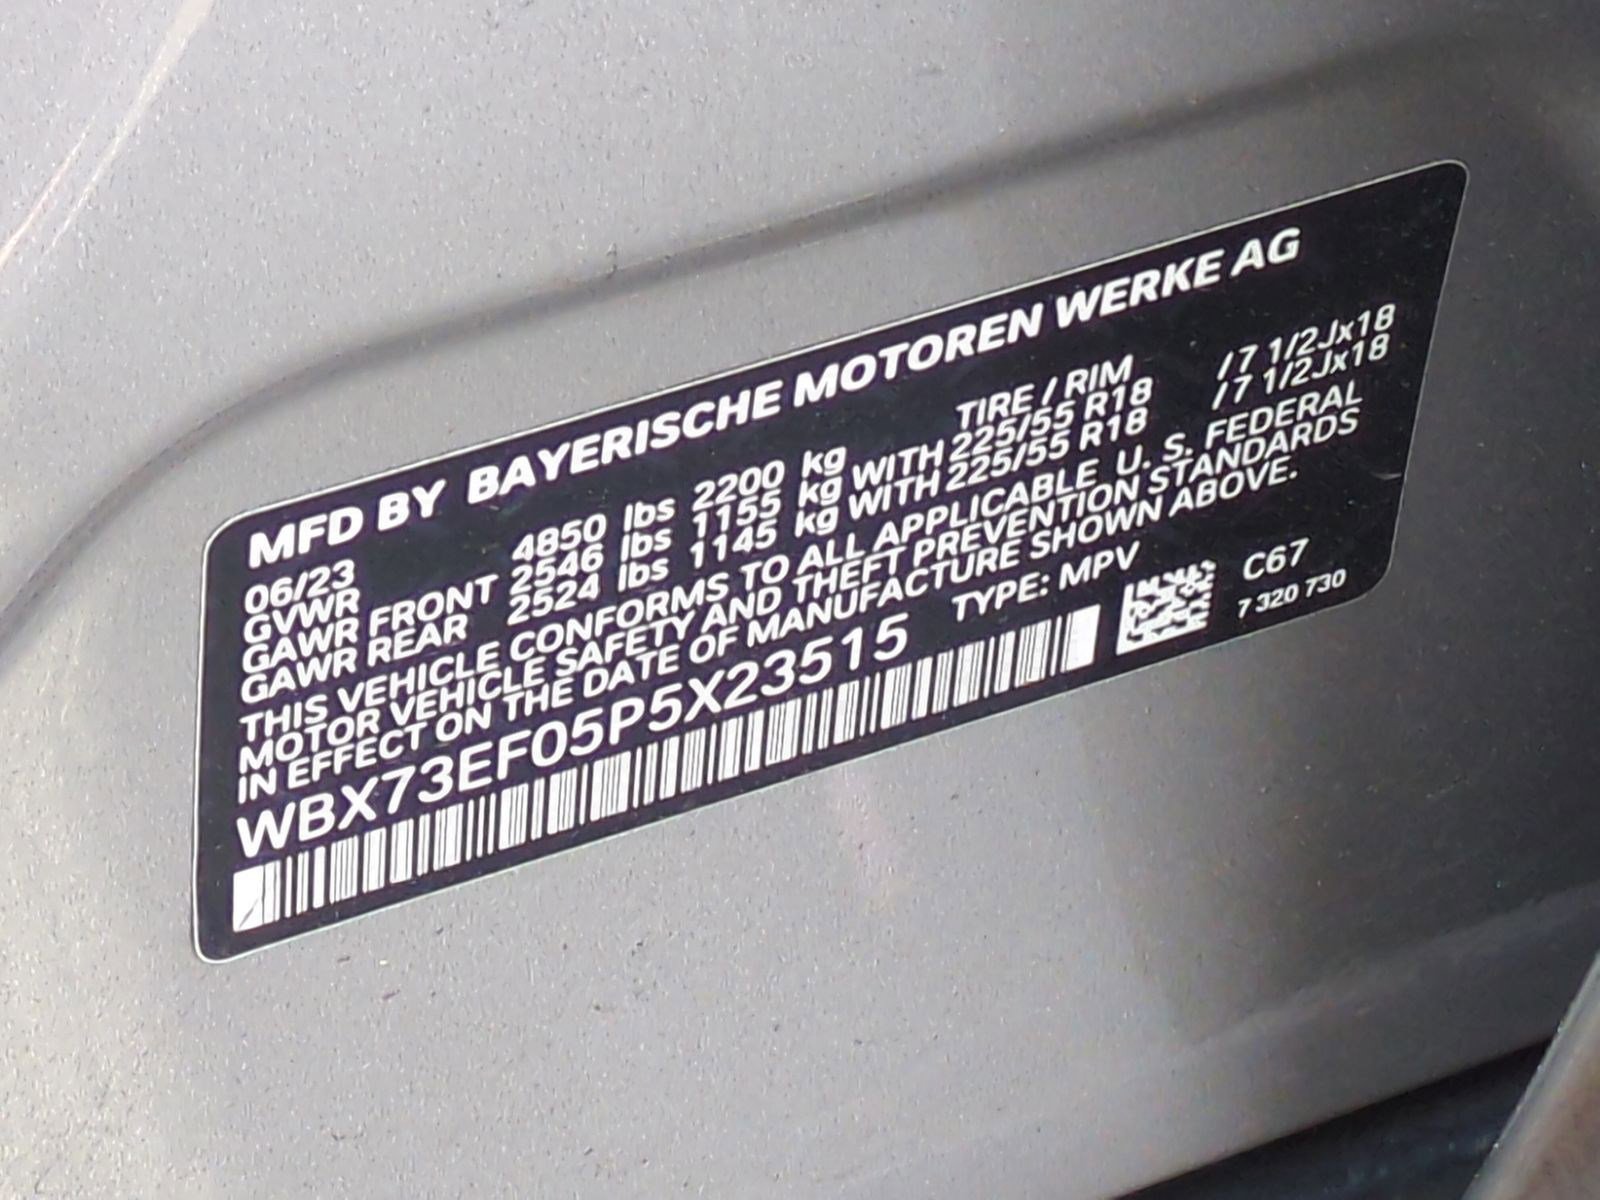 MFD BY BAYERISCHE MOTOREN WERKE AG
06/23 TIRE / RIM
GVWR 4850 lbs 2200 kg
GAWR FRONT 2546 lbs 1155 kg WITH 225/55 R18 / 7 1/2Jx18
GAWR REAR 2524 lbs 1145 kg WITH 225/55 R18 / 7 1/2Jx18
THIS VEHICLE CONFORMS TO ALL APPLICABLE U. S. FEDERAL
MOTOR VEHICLE SAFETY AND THEFT PREVENTION STANDARDS
IN EFFECT ON THE DATE OF MANUFACTURE SHOWN ABOVE.
WBX73EF05P5X23515 TYPE: MPV
C67
7 320 730